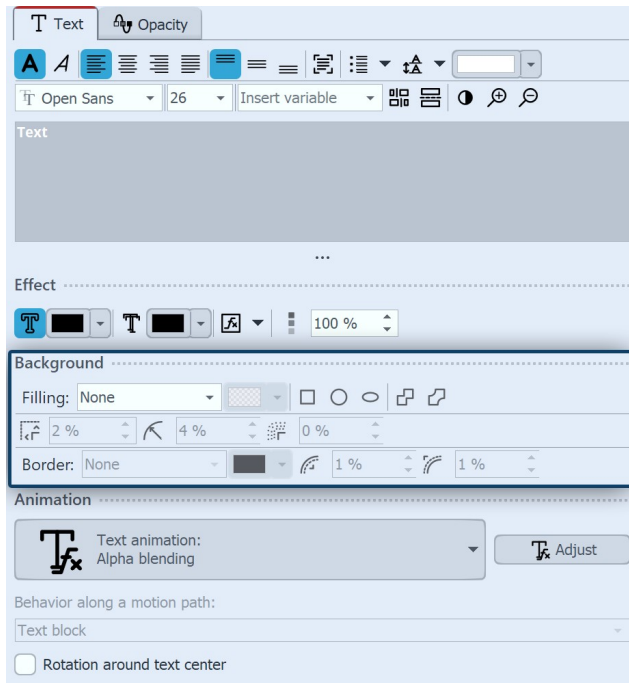 Text Opacity
Open Sans 26 Insert variable
Text
...
Effect
100 %
Background
Filling: None
2 % 4 % 0 %
Border: None 1 % 1 %
Animation
Text animation:
Alpha blending
Adjust
Behavior along a motion path:
Text block
Rotation around text center